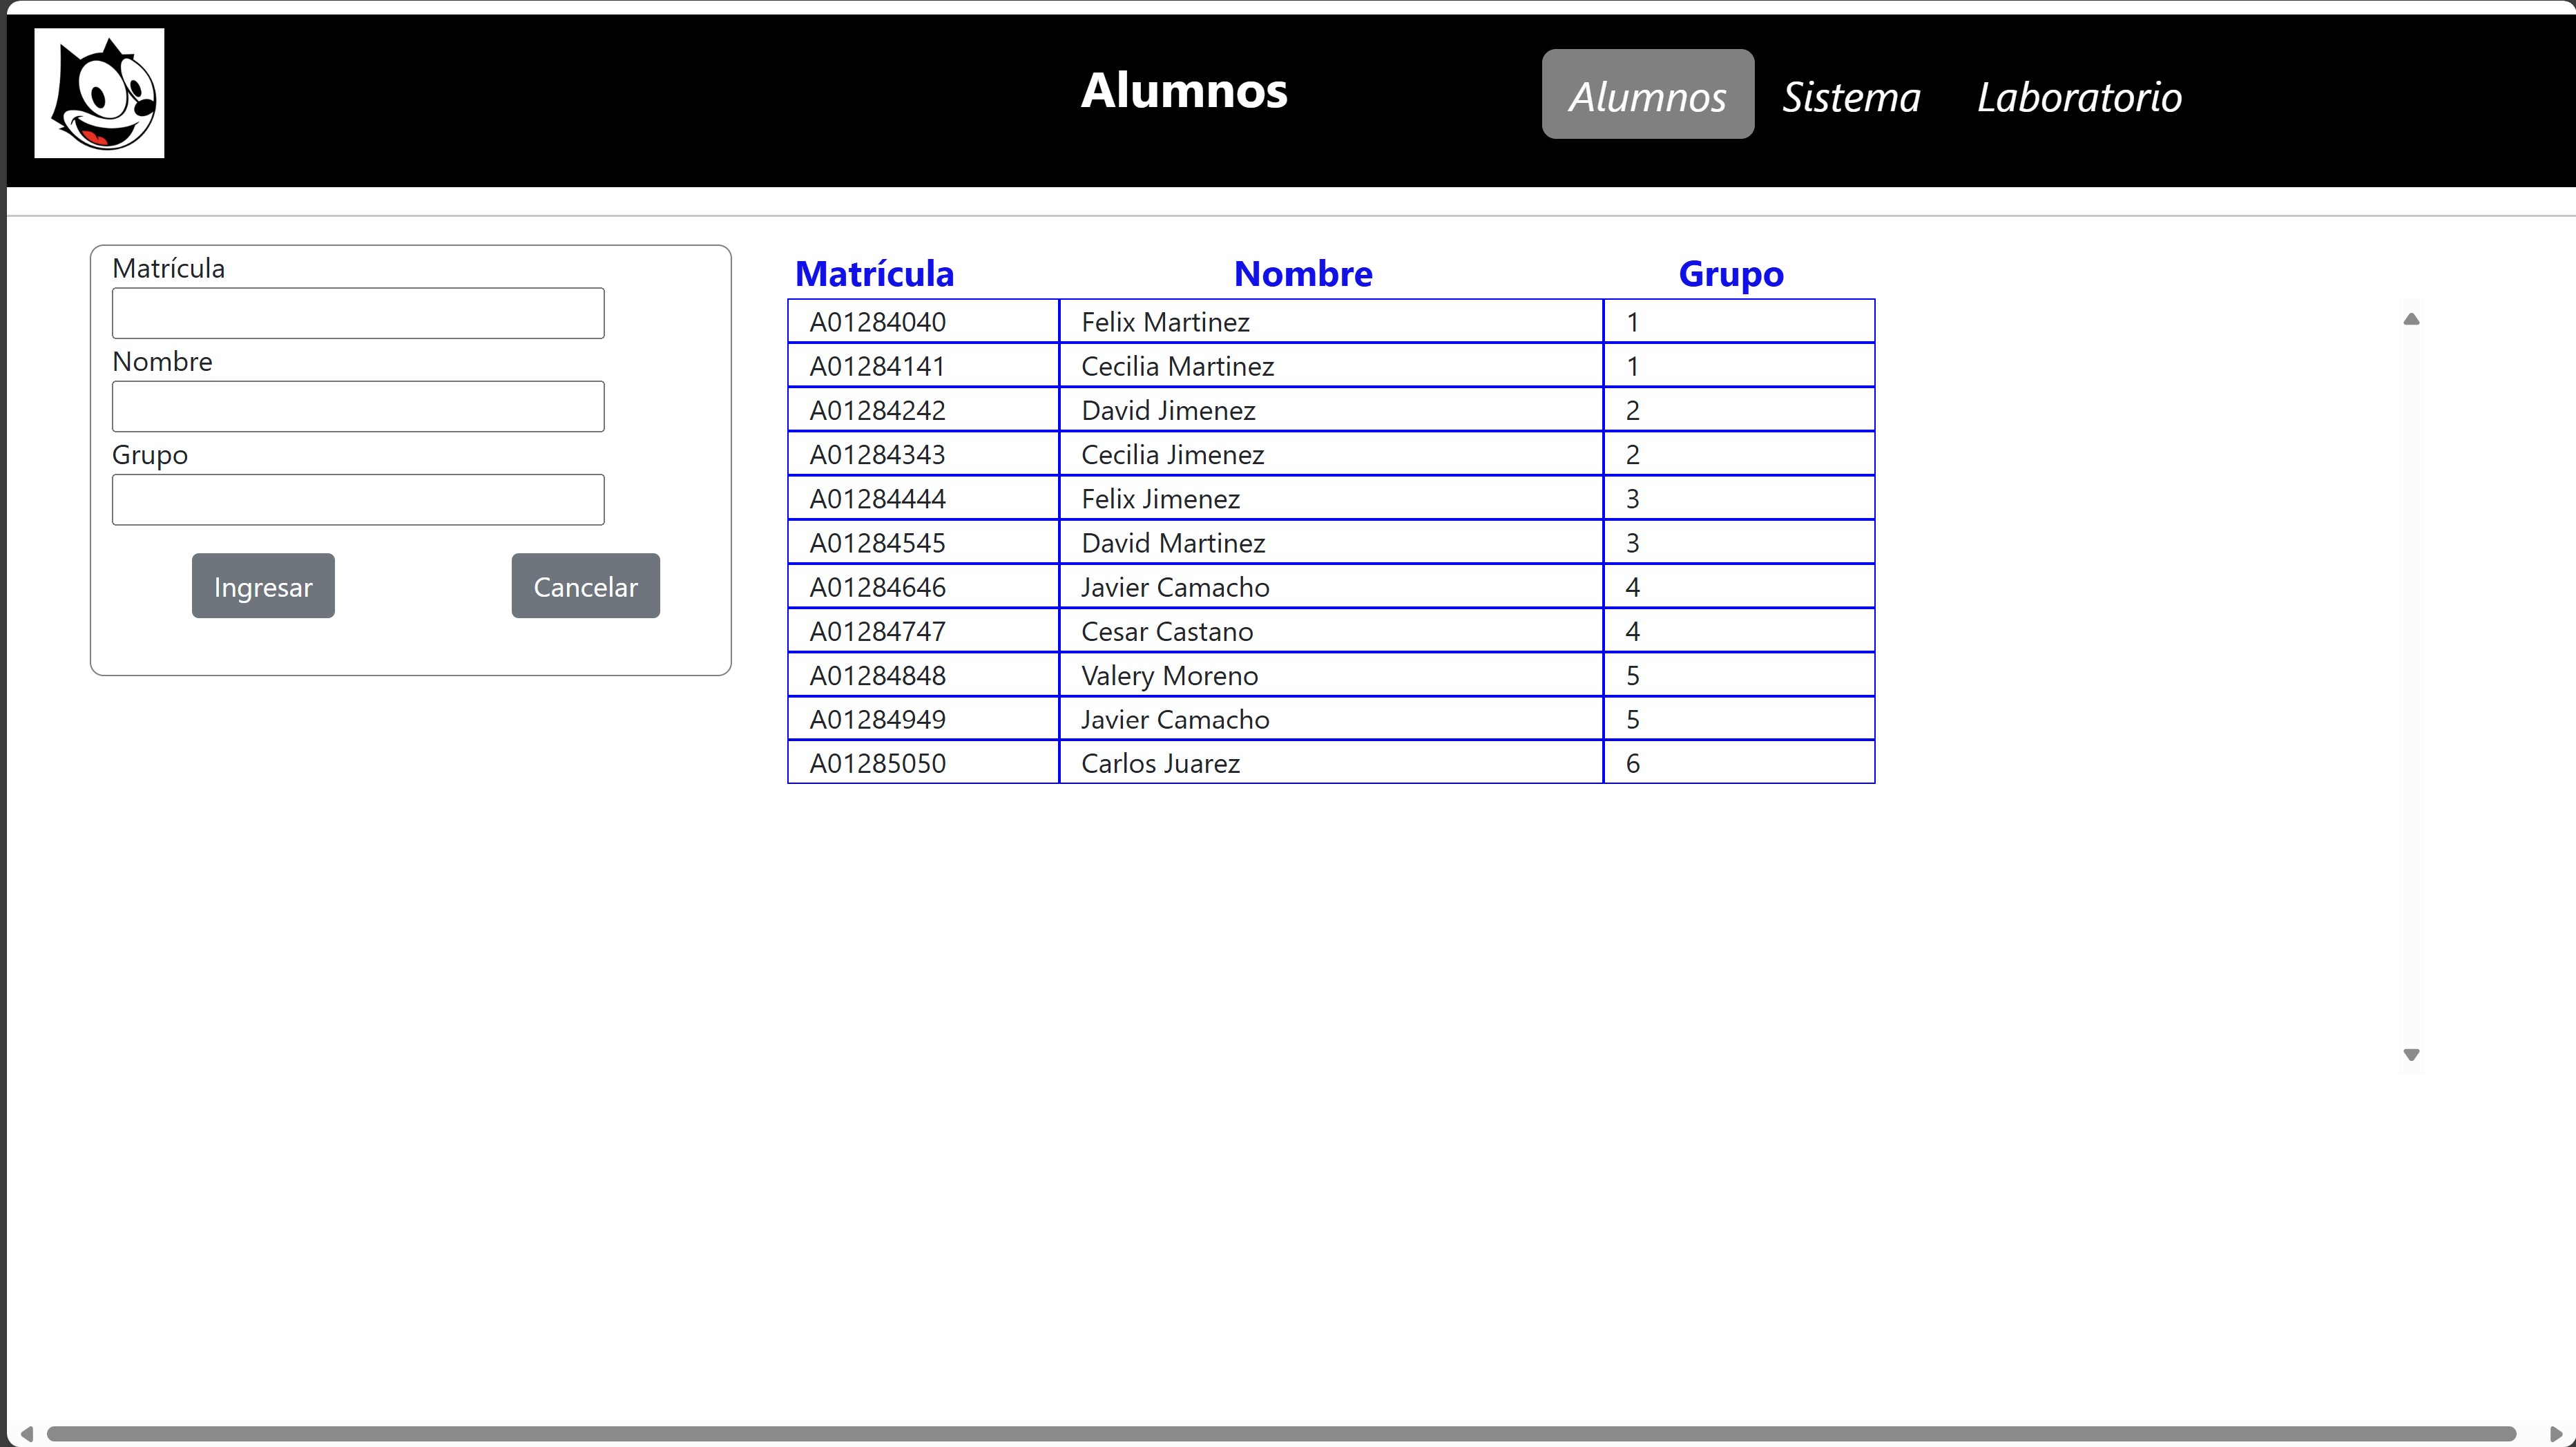 Alumnos
Alumnos Sistema Laboratorio
Matrícula
Nombre
Grupo
Ingresar Cancelar
Matrícula Nombre Grupo
A01284040 Felix Martinez 1
A01284141 Cecilia Martinez 1
A01284242 David Jimenez 2
A01284343 Cecilia Jimenez 2
A01284444 Felix Jimenez 3
A01284545 David Martinez 3
A01284646 Javier Camacho 4
A01284747 Cesar Castano 4
A01284848 Valery Moreno 5
A01284949 Javier Camacho 5
A01285050 Carlos Juarez 6